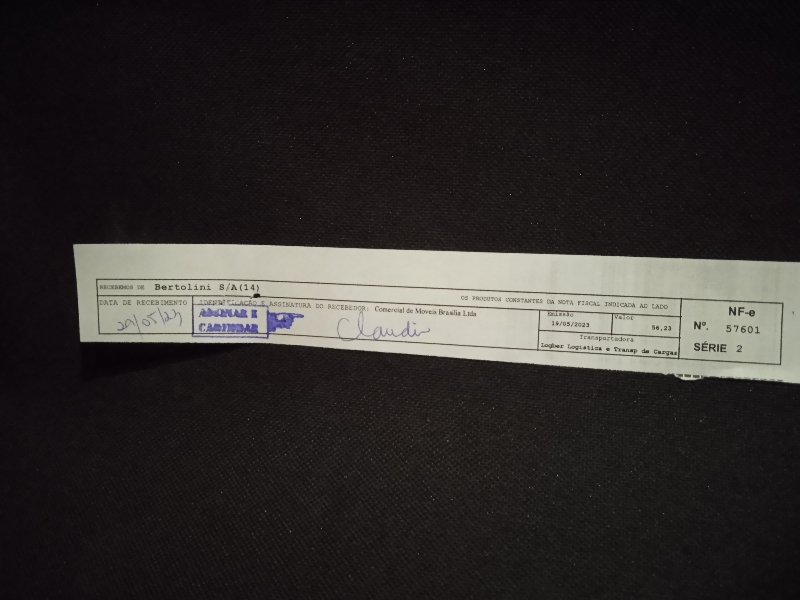 RECEBEMOS DE Bertolini S/A(14) OS PRODUTOS CONSTANTES DA NOTA FISCAL INDICADA AO LADO
DATA DE RECEBIMENTO
29/05/23
IDENTIFICAÇÃO E ASSINATURA DO RECEBEDOR: Comercial de Moveis Brasilia Ltda
ASSINAR E
CARIMBAR
Claudio
Emissão
19/05/2023
Valor
56,23
Transportadora
Logber Logistica e Transp de Cargas
NF-e
Nº. 57601
SÉRIE 2